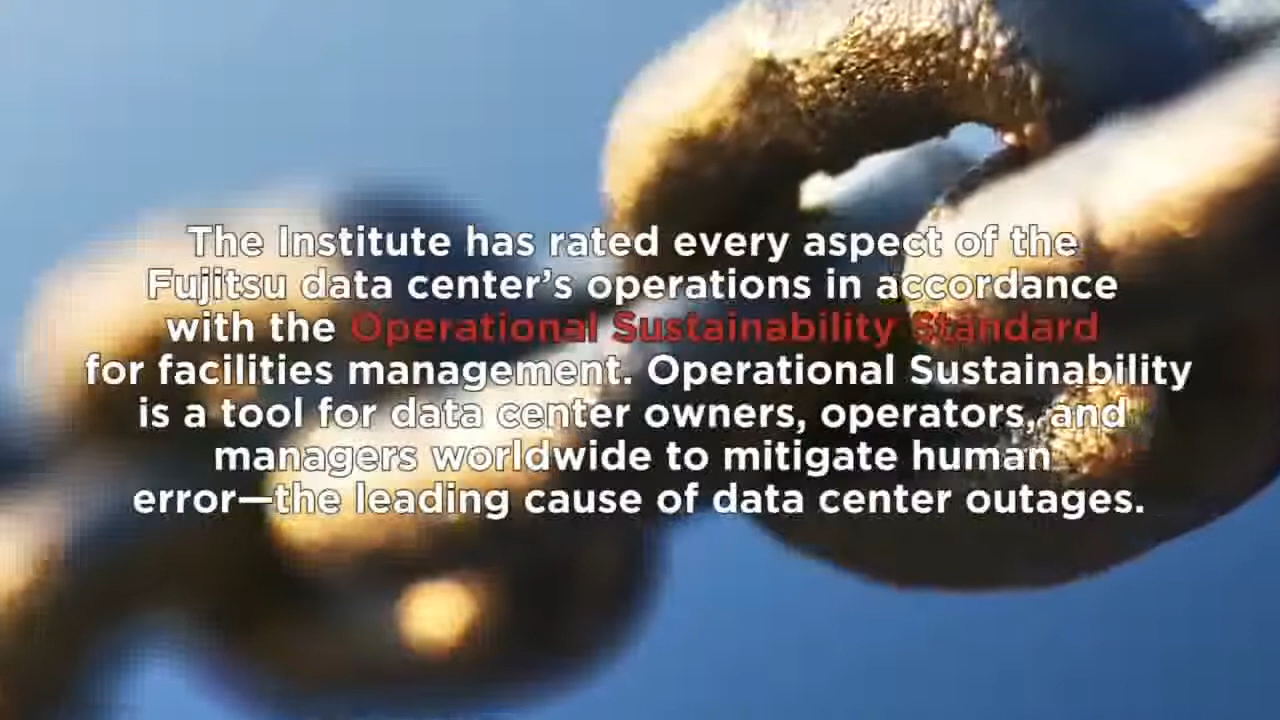 The Institute has rated every aspect of the
Fujitsu data center’s operations in accordance
with the Operational Sustainability Standard
for facilities management. Operational Sustainability
is a tool for data center owners, operators, and
managers worldwide to mitigate human
error—the leading cause of data center outages.